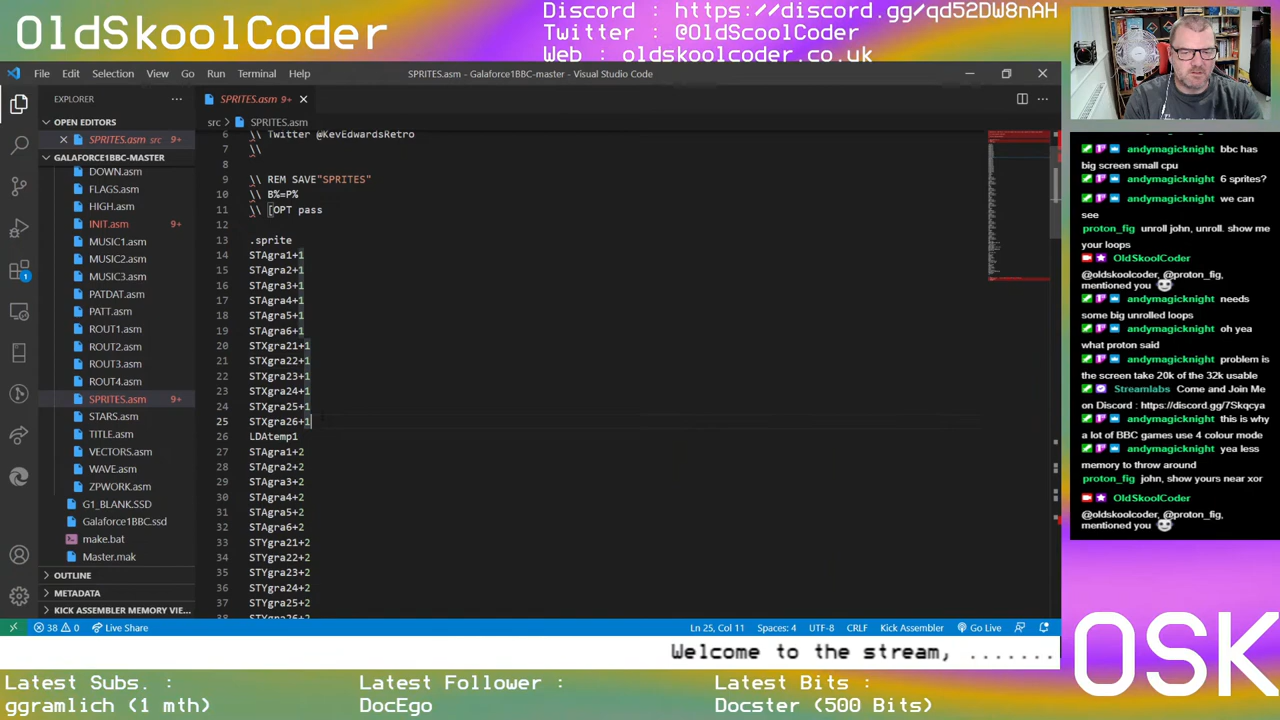 OldSkoolCoder
Discord : https://discord.gg/qd52DW8nAH
Twitter : @OldScoolCoder
Web : oldskoolcoder.co.uk
File Edit Selection View Go Run Terminal Help
SPRITES.asm - Galaforce1BBC-master - Visual Studio Code
EXPLORER
SPRITES.asm 9+
OPEN EDITORS
SPRITES.asm src 9+
src > SPRITES.asm
GALAFORCE1BBC-MASTER
DOWN.asm
FLAGS.asm
HIGH.asm
INIT.asm 9+
MUSIC1.asm
MUSIC2.asm
MUSIC3.asm
PATDAT.asm
PATT.asm
ROUT1.asm
ROUT2.asm
ROUT3.asm
ROUT4.asm
SPRITES.asm 9+
STARS.asm
TITLE.asm
VECTORS.asm
WAVE.asm
ZPWORK.asm
G1_BLANK.SSD
Galaforce1BBC.ssd
make.bat
Master.mak
OUTLINE
METADATA
KICK ASSEMBLER MEMORY VIE...
6 \\ Twitter @KevEdwardsRetro
7 \\
8
9 \\ REM SAVE"SPRITES"
10 \\ B%=P%
11 \\ [OPT pass
12
13 .sprite
14 STAgra1+1
15 STAgra2+1
16 STAgra3+1
17 STAgra4+1
18 STAgra5+1
19 STAgra6+1
20 STXgra21+1
21 STXgra22+1
22 STXgra23+1
23 STXgra24+1
24 STXgra25+1
25 STXgra26+1
26 LDAtemp1
27 STAgra1+2
28 STAgra2+2
29 STAgra3+2
30 STAgra4+2
31 STAgra5+2
32 STAgra6+2
33 STYgra21+2
34 STYgra22+2
35 STYgra23+2
36 STYgra24+2
37 STYgra25+2
38 STYgra26+2
38 0 Live Share
Ln 25, Col 11 Spaces: 4 UTF-8 CRLF Kick Assembler Go Live
andymagicknight bbc has
big screen small cpu
andymagicknight 6 sprites?
andymagicknight we can
see
proton_fig unroll john, unroll. show me
your loops
OldSkoolCoder
@oldskoolcoder, @proton_fig,
mentioned you
andymagicknight needs
some big unrolled loops
andymagicknight oh yea
what proton said
andymagicknight problem is
the screen take 20k of the 32k usable
Streamlabs Come and Join Me
on Discord : https://discord.gg/7Skqcya
andymagicknight this is why
a lot of BBC games use 4 colour mode
andymagicknight yea less
memory to throw around
proton_fig john, show yours near xor
OldSkoolCoder
@oldskoolcoder, @proton_fig,
mentioned you
OSK
Welcome to the stream, .......
Latest Subs. :
ggramlich (1 mth)
Latest Follower :
DocEgo
Latest Bits :
Docster (500 Bits)